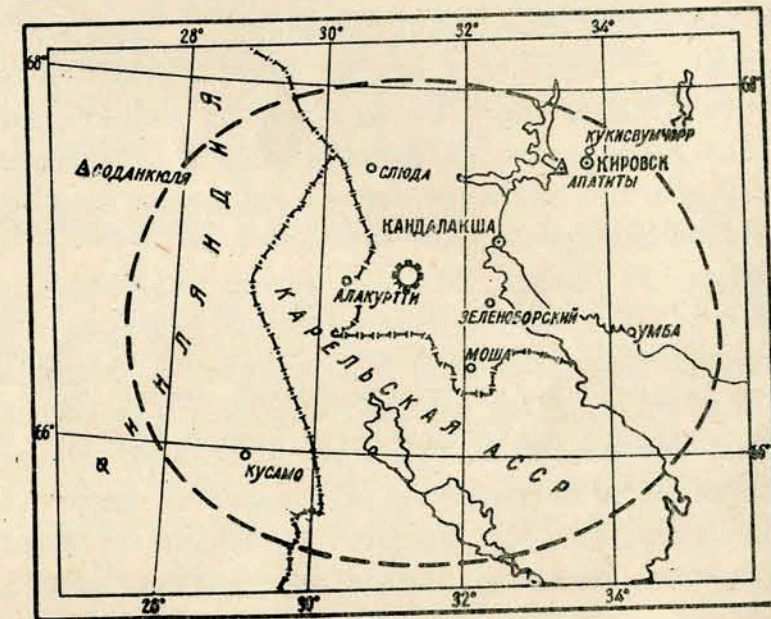 28° 30° 32° 34°
68° 68°
КУКИСВУМЧОРР
КИРОВСК
АПАТИТЫ
СОДАНКЮЛЯ
СЛЮДА
КАНДАЛАКША
АЛАКУРТТИ
ЗЕЛЕНОБОРСКИЙ
УМБА
МОША
ФИНЛЯНДИЯ
КАРЕЛЬСКАЯ АССР
66° 66°
КУСАМО
28° 30° 32° 34°